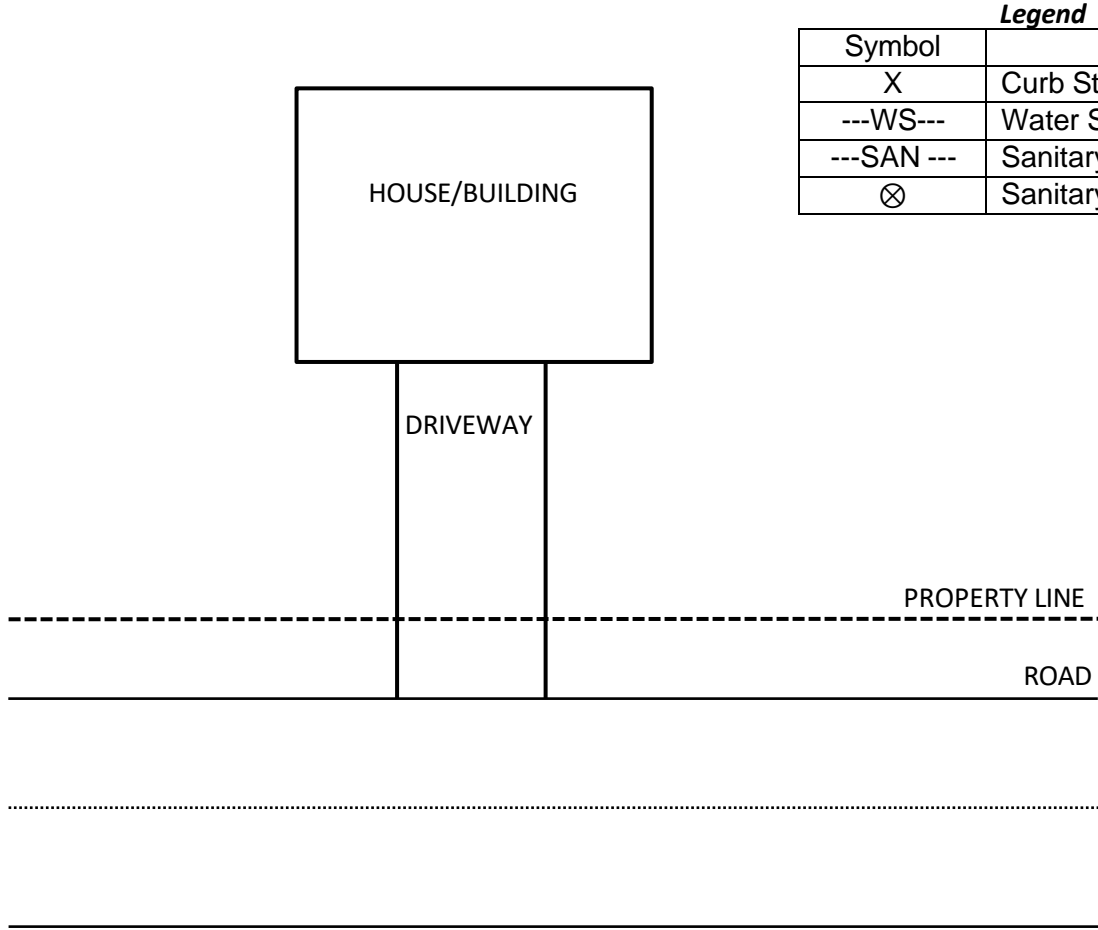 Legend
Symbol
X Curb St
---WS--- Water S
---SAN --- Sanitary
⊗ Sanitary
HOUSE/BUILDING
DRIVEWAY
PROPERTY LINE
ROAD